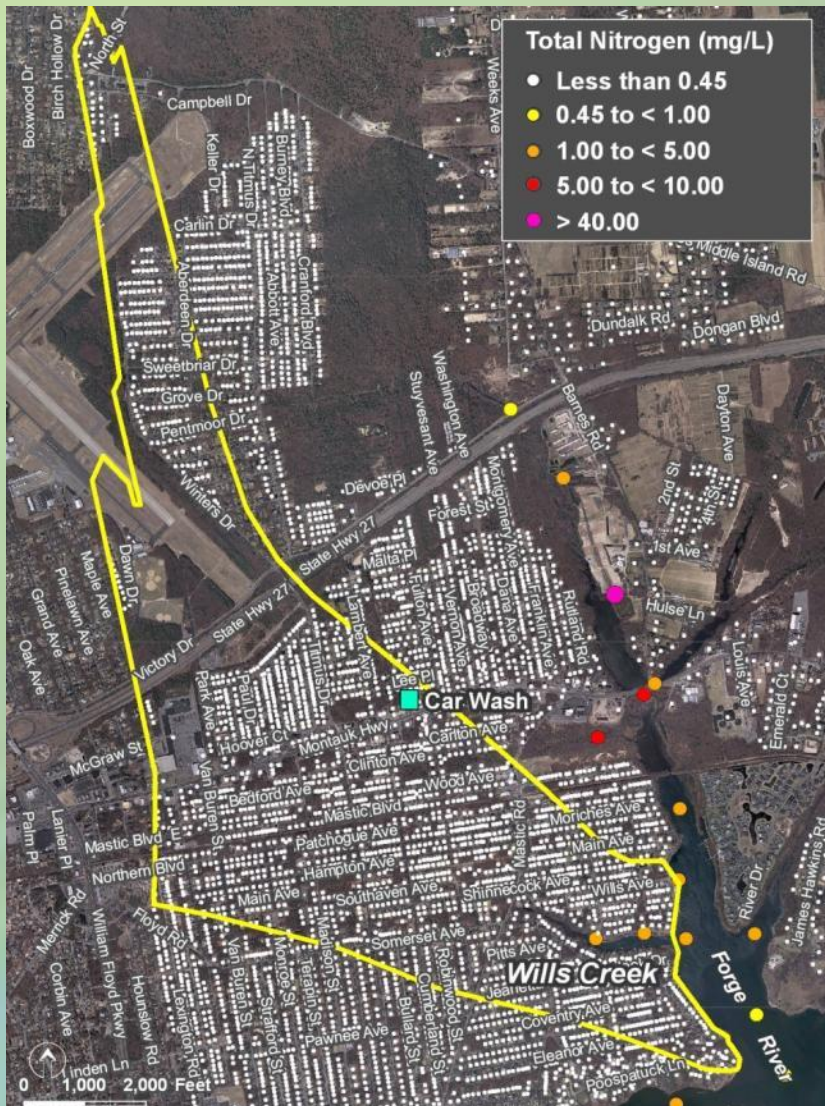 Total Nitrogen (mg/L)
Less than 0.45
0.45 to < 1.00
1.00 to < 5.00
5.00 to < 10.00
> 40.00
Boxwood Dr
Birch Hollow Dr
North St
Weeks Ave
Campbell Dr
Keller Dr
N Titmus Dr
Burney Blvd
Carlin Dr
Aberdeen Dr
Abbott Ave
Cranford Blvd
Middle Island Rd
Dundalk Rd
Dongan Blvd
Sweetbriar Dr
Grove Dr
Pentmoor Dr
Winters Dr
Washington Ave
Stuyvesant Ave
Barnes Rd
Dayton Ave
2nd St
4th St
Devoe Pl
Montgomery Ave
Forest St
State Hwy 27
State Hwy 27
1st Ave
Malta Pl
Dawn Dr
Maple Ave
Pinelawn Ave
Grand Ave
Oak Ave
Victory Dr
Lambert Ave
Fulton Ave
Vernon Ave
Broadway
Dana Ave
Franklin Ave
Rutland Rd
Hulse Ln
Louis Ave
Emerald Ct
Titmus Dr
Paul Dr
Park Ave
Lee Pl
Car Wash
Hoover Ct
Montauk Hwy
Carlton Ave
Clinton Ave
McGraw St
Van Buren St
Bedford Ave
Wood Ave
Mastic Blvd
Mastic Blvd
E
Palm Pl
Lanier Pl
Patchogue Ave
Mastic Rd
Moriches Ave
Main Ave
Northern Blvd
Hampton Ave
Main Ave
Southaven Ave
Shinnecock Ave
Wills Ave
River Dr
James Hawkins Rd
Merrick Rd
William Floyd Pkwy
Floyd Rd
Somerset Ave
Pitts Ave
Wills Creek
Dr
Corbin Ave
Hounslow Rd
Lexington Rd
Van Buren St
Strafford St
Monroe St
Terason St
Madison St
Bullard St
Cumberland St
Robinwood St
Coventry Ave
Pawnee Ave
Eleanor Ave
Poospatuck Ln
Forge
River
Linden Ln
0 1,000 2,000 Feet